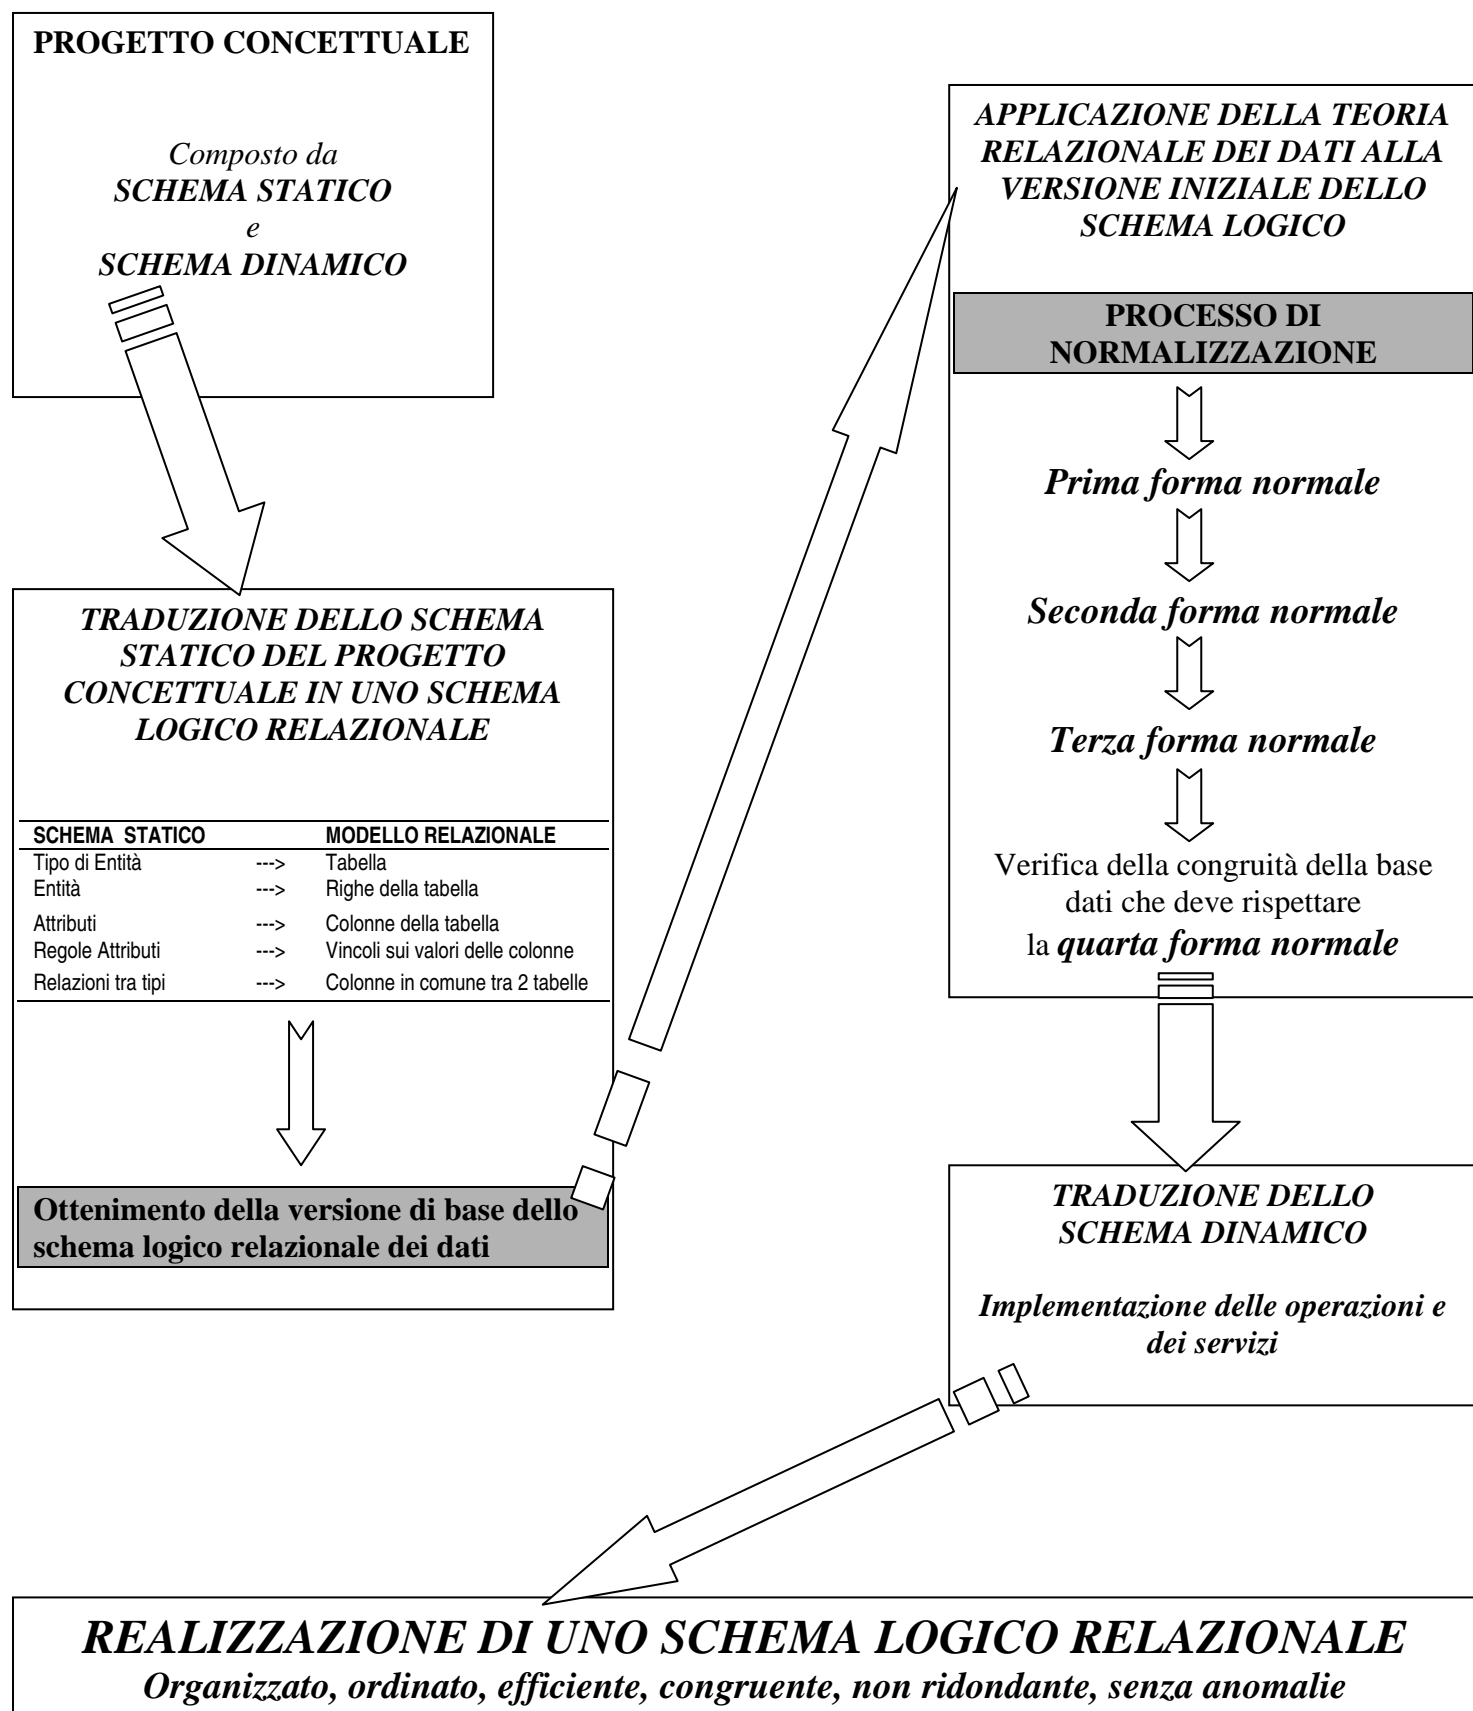 PROGETTO CONCETTUALE
Composto da
SCHEMA STATICO
e
SCHEMA DINAMICO
TRADUZIONE DELLO SCHEMA
STATICO DEL PROGETTO
CONCETTUALE IN UNO SCHEMA
LOGICO RELAZIONALE
SCHEMA STATICO MODELLO RELAZIONALE
Tipo di Entità ---> Tabella
Entità ---> Righe della tabella
Attributi ---> Colonne della tabella
Regole Attributi ---> Vincoli sui valori delle colonne
Relazioni tra tipi ---> Colonne in comune tra 2 tabelle
Ottenimento della versione di base dello
schema logico relazionale dei dati
APPLICAZIONE DELLA TEORIA
RELAZIONALE DEI DATI ALLA
VERSIONE INIZIALE DELLO
SCHEMA LOGICO
PROCESSO DI
NORMALIZZAZIONE
Prima forma normale
Seconda forma normale
Terza forma normale
Verifica della congruità della base
dati che deve rispettare
la quarta forma normale
TRADUZIONE DELLO
SCHEMA DINAMICO
Implementazione delle operazioni e
dei servizi
REALIZZAZIONE DI UNO SCHEMA LOGICO RELAZIONALE
Organizzato, ordinato, efficiente, congruente, non ridondante, senza anomalie